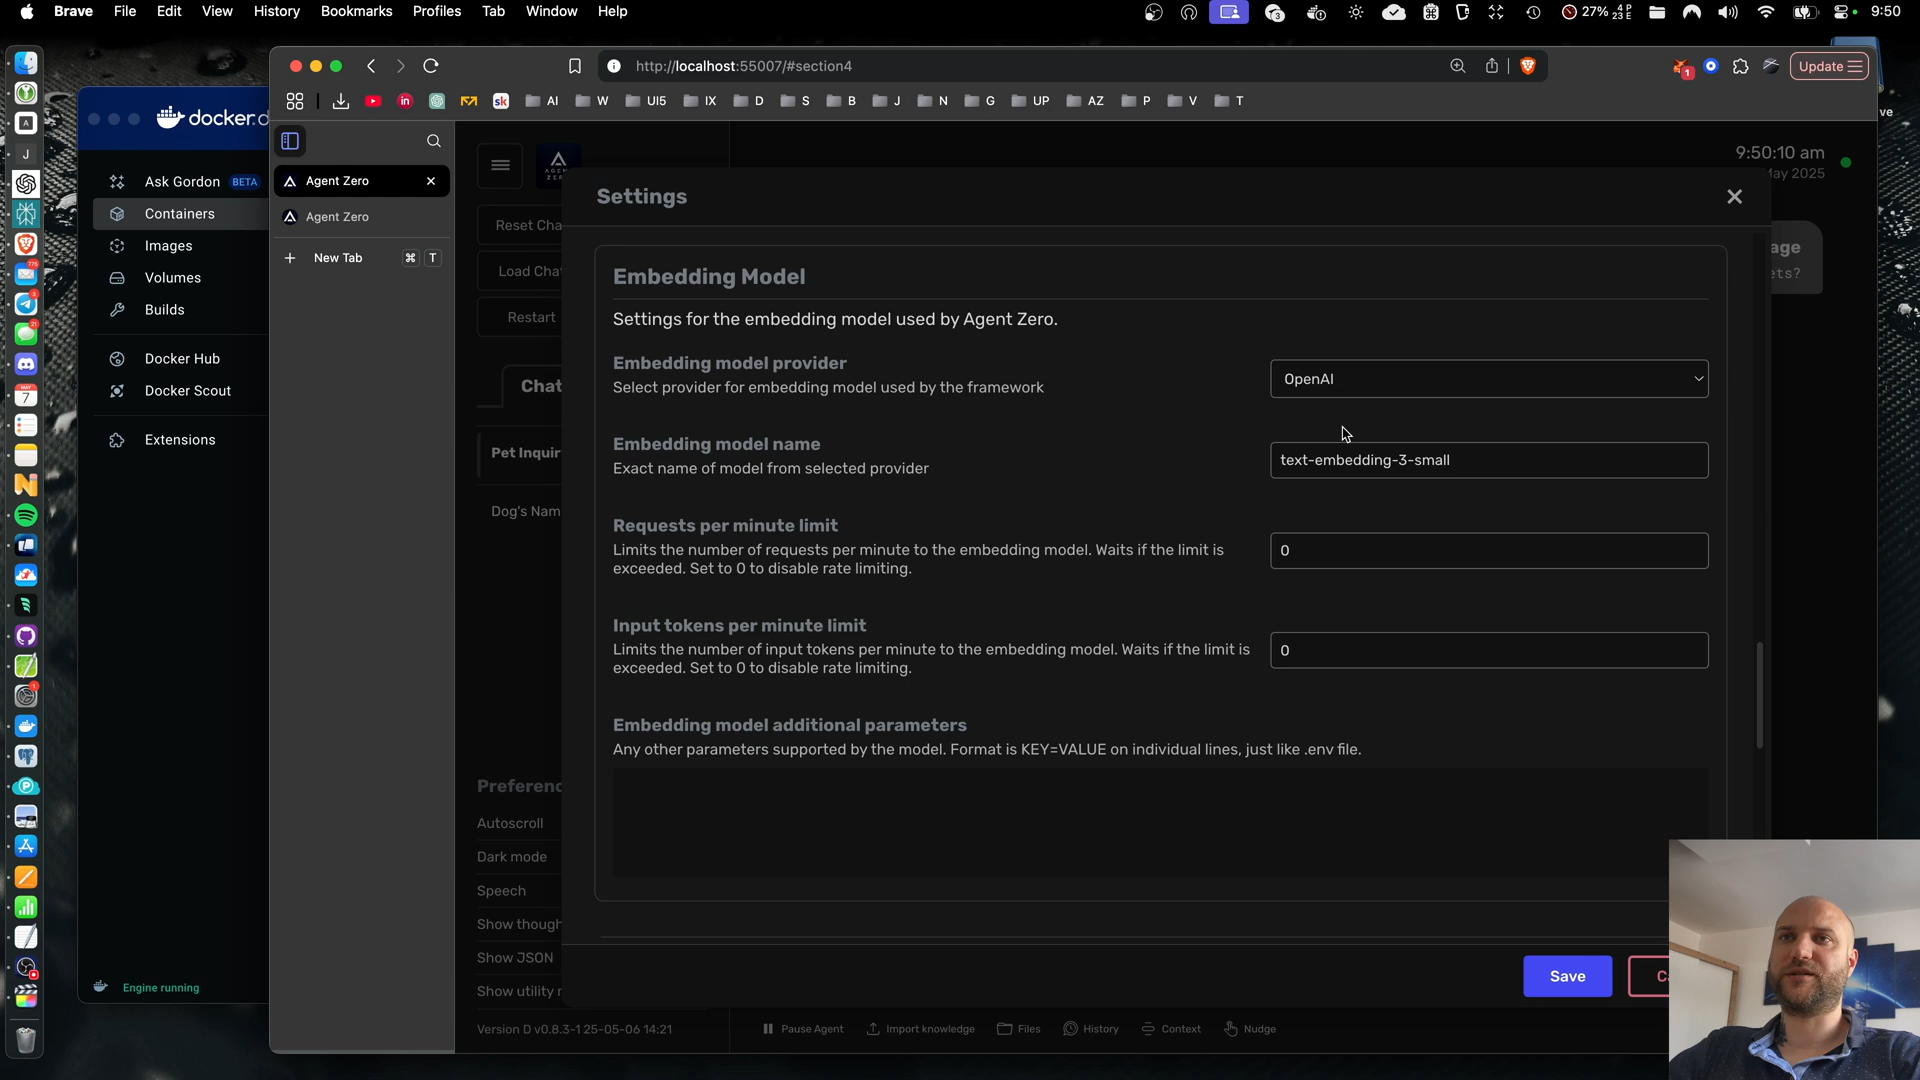 Brave File Edit View History Bookmarks Profiles Tab Window Help
3
27%
4P
23E
9:50
http://localhost:55007/#section4
1
Update
in
sk
AI W UI5 IX D S B J N G UP AZ P V T
docker.d
Ask Gordon BETA
Containers
Images
Volumes
Builds
Docker Hub
Docker Scout
Extensions
Engine running
Agent Zero
Agent Zero
New Tab ⌘ T
Reset Cha
Load Cha
Restart
Chat
Pet Inquir
Dog's Nam
Preferenc
Autoscroll
Dark mode
Speech
Show though
Show JSON
Show utility r
Version D v0.8.3-1 25-05-06 14:21
9:50:10 am
May 2025
age
ets?
Settings
Embedding Model
Settings for the embedding model used by Agent Zero.
Embedding model provider
Select provider for embedding model used by the framework
OpenAI
Embedding model name
Exact name of model from selected provider
text-embedding-3-small
Requests per minute limit
Limits the number of requests per minute to the embedding model. Waits if the limit is
exceeded. Set to 0 to disable rate limiting.
0
Input tokens per minute limit
Limits the number of input tokens per minute to the embedding model. Waits if the limit is
exceeded. Set to 0 to disable rate limiting.
0
Embedding model additional parameters
Any other parameters supported by the model. Format is KEY=VALUE on individual lines, just like .env file.
Save
Ca
Pause Agent Import knowledge Files History Context Nudge